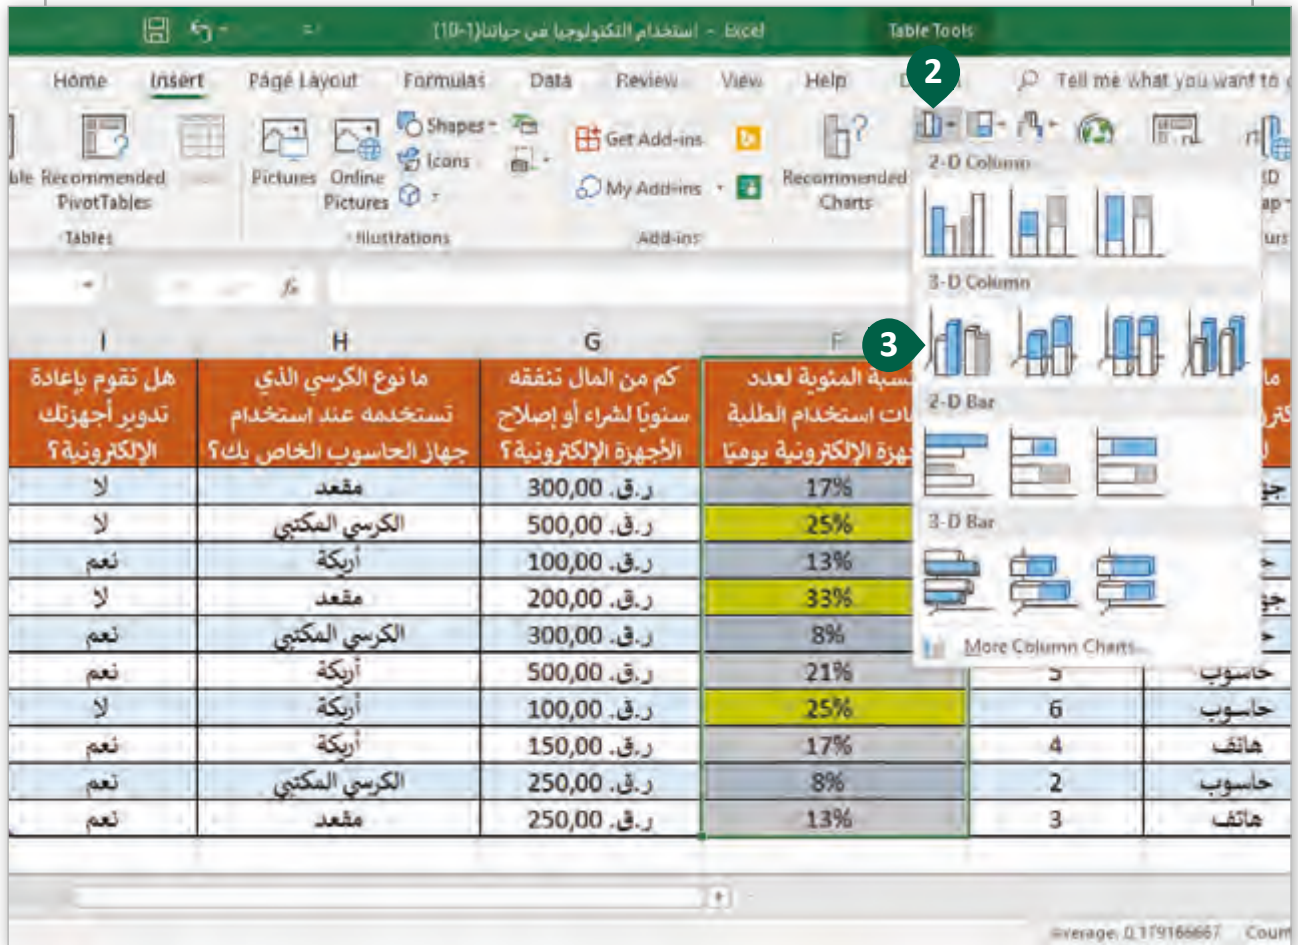 استخدام التكنولوجيا في حياتنا(1-10) - Excel
Table Tools
2
Home Insert Page Layout Formulas Data Review View Help Tell me what you want to
Shapes
Icons
Get Add-ins
My Add-ins
Recommended
PivotTables
Pictures
Online
Pictures
Recommended
Charts
Tables
Illustrations
Add-ins
2-D Column
3-D Column
3
2-D Bar
3-D Bar
More Column Charts...
fx
I H G F
هل تقوم بإعادة
تدوير أجهزتك
الإلكترونية؟
ما نوع الكرسي الذي
تستخدمه عند استخدام
جهاز الحاسوب الخاص بك؟
كم من المال تنفقه
سنويًا لشراء أو إصلاح
الأجهزة الإلكترونية؟
المئوية لعدد
استخدام الطلبة
الإلكترونية يوميًا
لا مقعد ر.ق. 300,00 17%
لا الكرسي المكتبي ر.ق. 500,00 25%
نعم أريكة ر.ق. 100,00 13%
لا مقعد ر.ق. 200,00 33%
نعم الكرسي المكتبي ر.ق. 300,00 8%
نعم أريكة ر.ق. 500,00 21% 5 حاسوب
لا أريكة ر.ق. 100,00 25% 6 حاسوب
نعم أريكة ر.ق. 150,00 17% 4 هاتف
نعم الكرسي المكتبي ر.ق. 250,00 8% 2 حاسوب
نعم مقعد ر.ق. 250,00 13% 3 هاتف
Average: 0,179166667